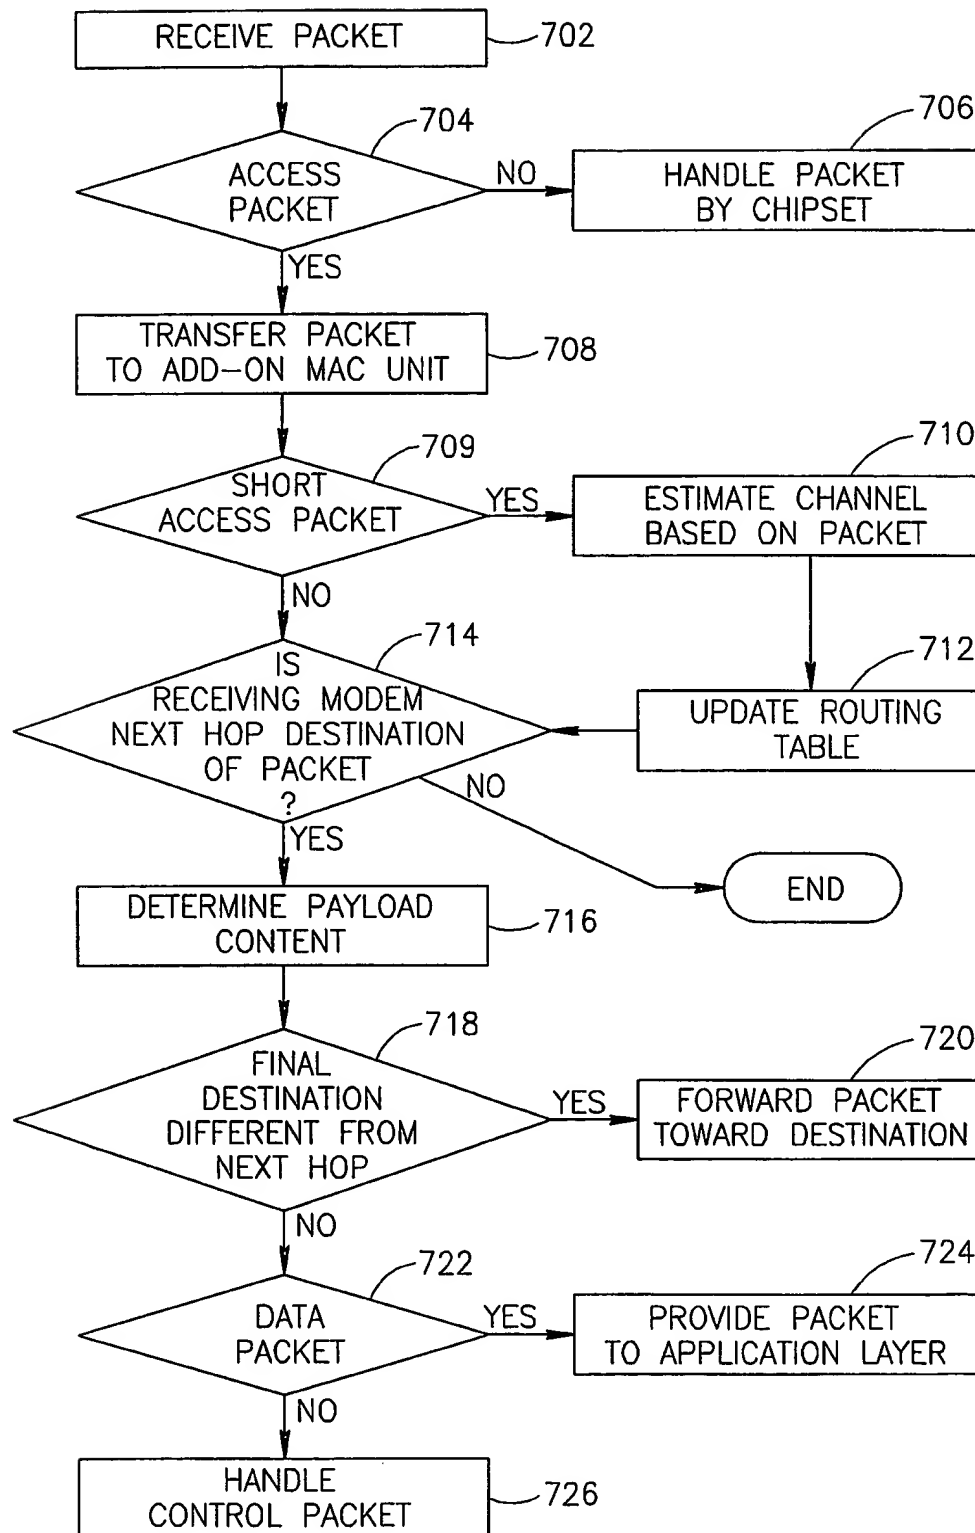 RECEIVE PACKET
702
704
ACCESS
PACKET
NO
706
HANDLE PACKET
BY CHIPSET
YES
TRANSFER PACKET
TO ADD-ON MAC UNIT
708
709
SHORT
ACCESS PACKET
YES
710
ESTIMATE CHANNEL
BASED ON PACKET
NO
712
UPDATE ROUTING
TABLE
714
IS
RECEIVING MODEM
NEXT HOP DESTINATION
OF PACKET
?
NO
END
YES
DETERMINE PAYLOAD
CONTENT
716
718
FINAL
DESTINATION
DIFFERENT FROM
NEXT HOP
YES
720
FORWARD PACKET
TOWARD DESTINATION
NO
722
DATA
PACKET
YES
724
PROVIDE PACKET
TO APPLICATION LAYER
NO
HANDLE
CONTROL PACKET
726